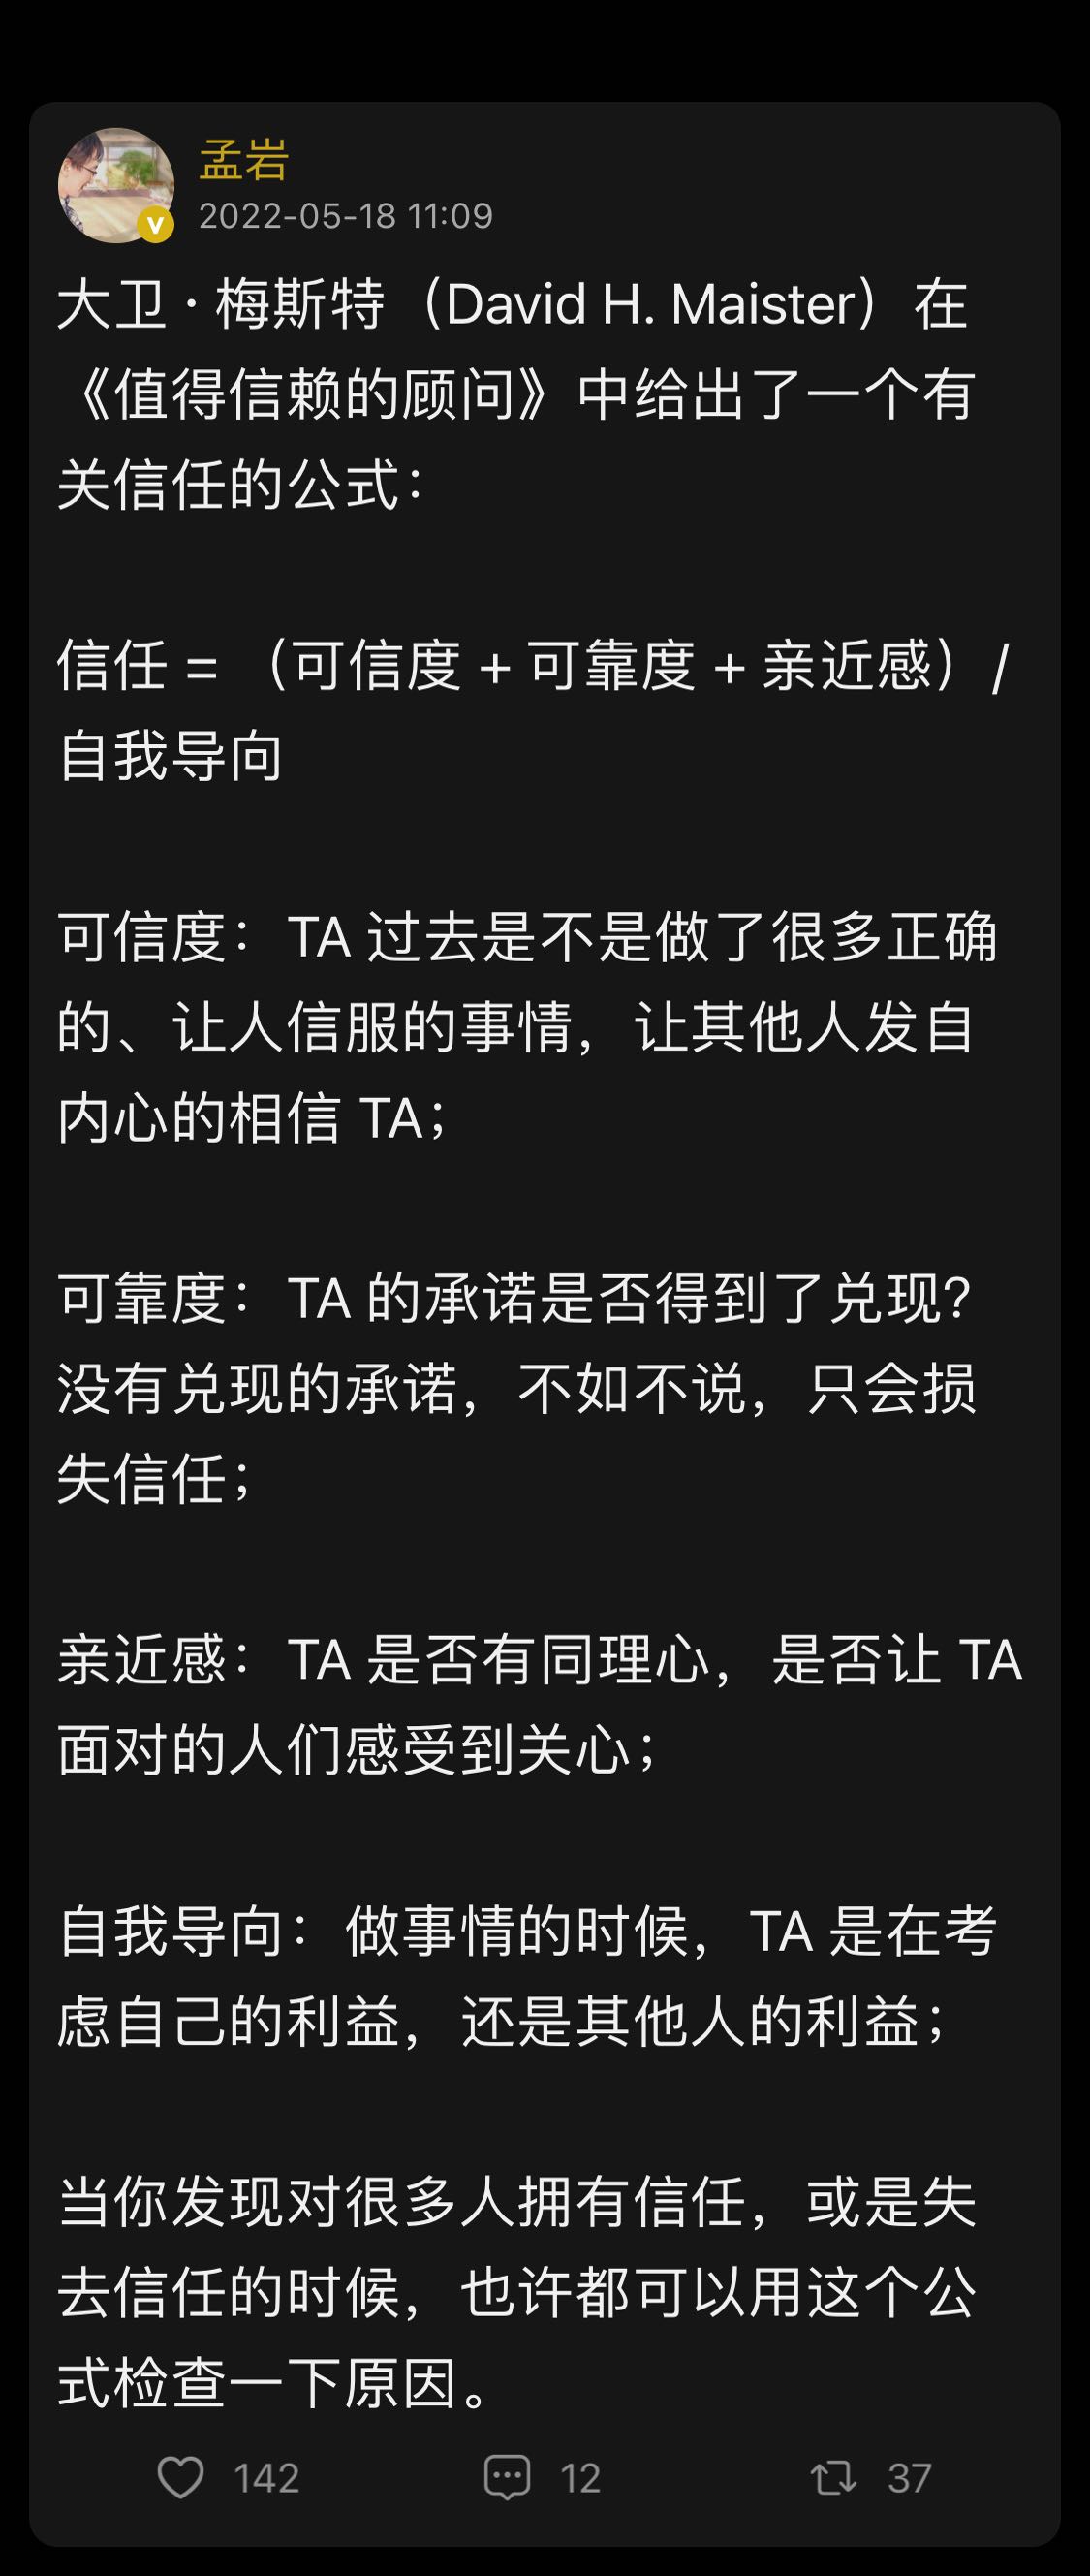 孟岩
2022-05-18 11:09
大卫 · 梅斯特（David H. Maister）在
《值得信赖的顾问》中给出了一个有
关信任的公式：
信任 = （可信度 + 可靠度 + 亲近感）/
自我导向
可信度：TA 过去是不是做了很多正确
的、让人信服的事情，让其他人发自
内心的相信 TA；
可靠度：TA 的承诺是否得到了兑现？
没有兑现的承诺，不如不说，只会损
失信任；
亲近感：TA 是否有同理心，是否让 TA
面对的人们感受到关心；
自我导向：做事情的时候，TA 是在考
虑自己的利益，还是其他人的利益；
当你发现对很多人拥有信任，或是失
去信任的时候，也许都可以用这个公
式检查一下原因。
142 12 37